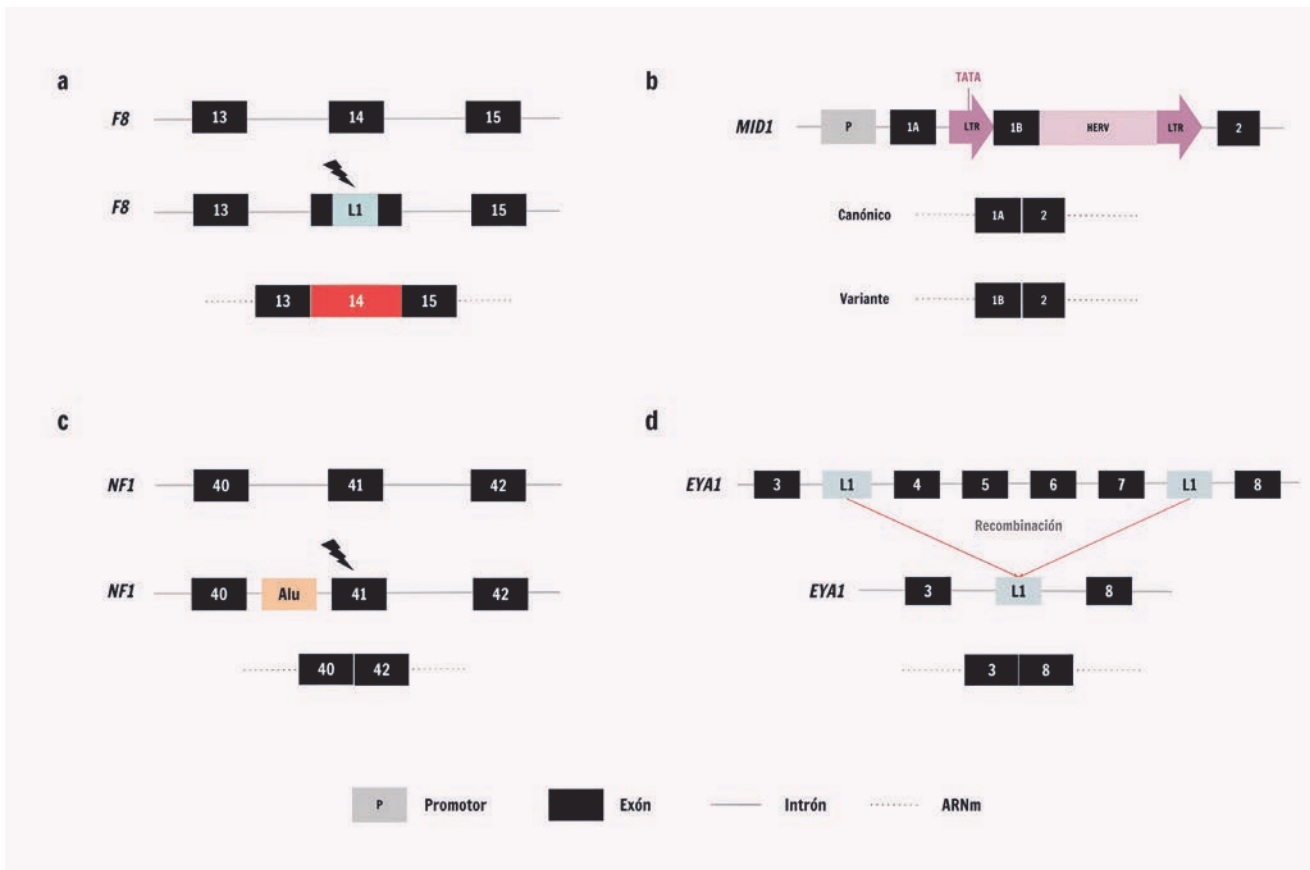 a
F8 13 14 15
F8 13 L1 15
13 14 15
b
TATA
MID1 P 1A LTR 1B HERV LTR 2
Canónico 1A 2
Variante 1B 2
c
NF1 40 41 42
NF1 40 Alu 41 42
40 42
d
EYA1 3 L1 4 5 6 7 L1 8
Recombinación
EYA1 3 L1 8
3 8
P Promotor Exón Intrón ARNm